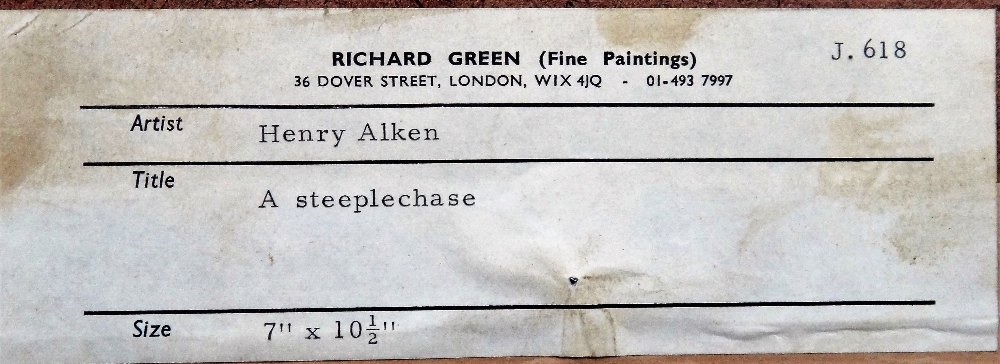 J. 618
RICHARD GREEN (Fine Paintings)
36 DOVER STREET, LONDON, W1X 4JQ - 01-493 7997
Artist Henry Alken
Title A steeplechase
Size 7" x 10½"